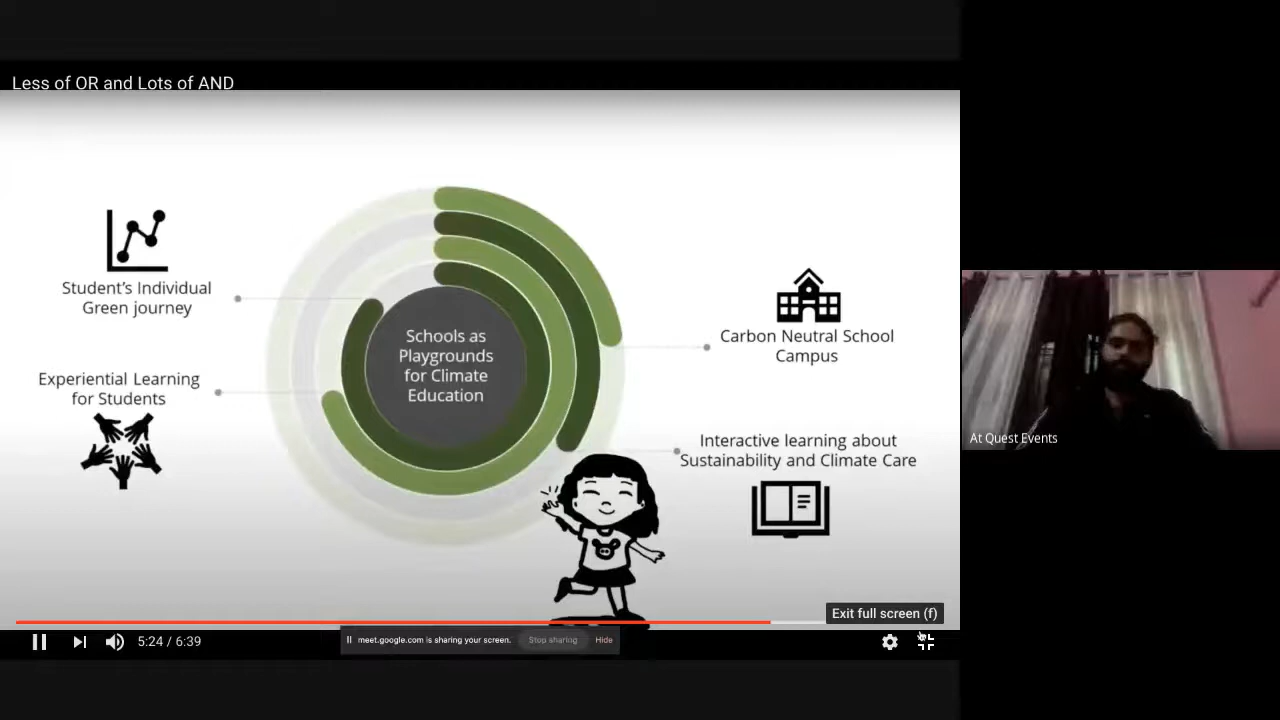 Less of OR and Lots of AND
Student's Individual
Green journey
Experiential Learning
for Students
Schools as
Playgrounds
for Climate
Education
Carbon Neutral School
Campus
Interactive learning about
Sustainability and Climate Care
At Quest Events
Exit full screen (f)
5:24 / 6:39
meet.google.com is sharing your screen.
Stop sharing
Hide